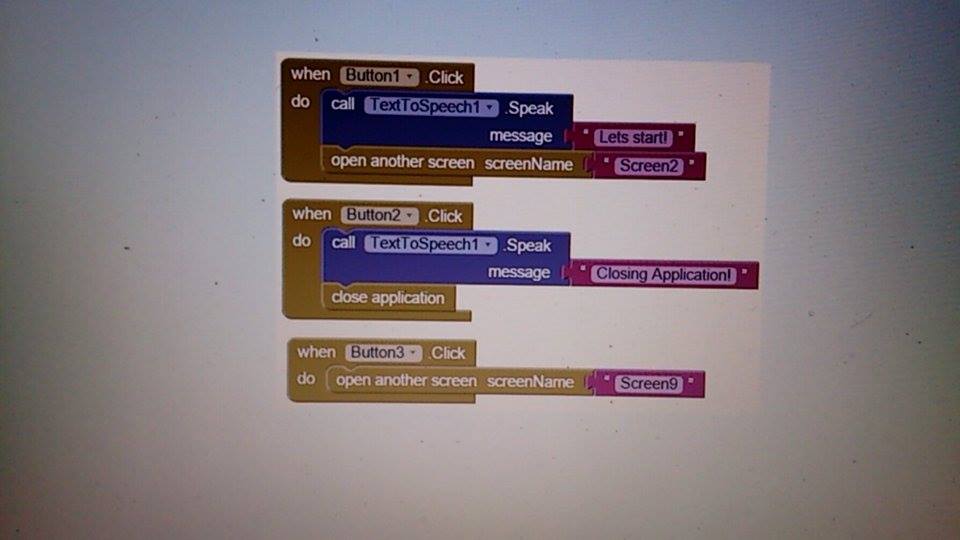 when Button1 .Click
do call TextToSpeech1 .Speak
message " Lets start! "
open another screen screenName " Screen2 "
when Button2 .Click
do call TextToSpeech1 .Speak
message " Closing Application! "
close application
when Button3 .Click
do open another screen screenName " Screen9 "